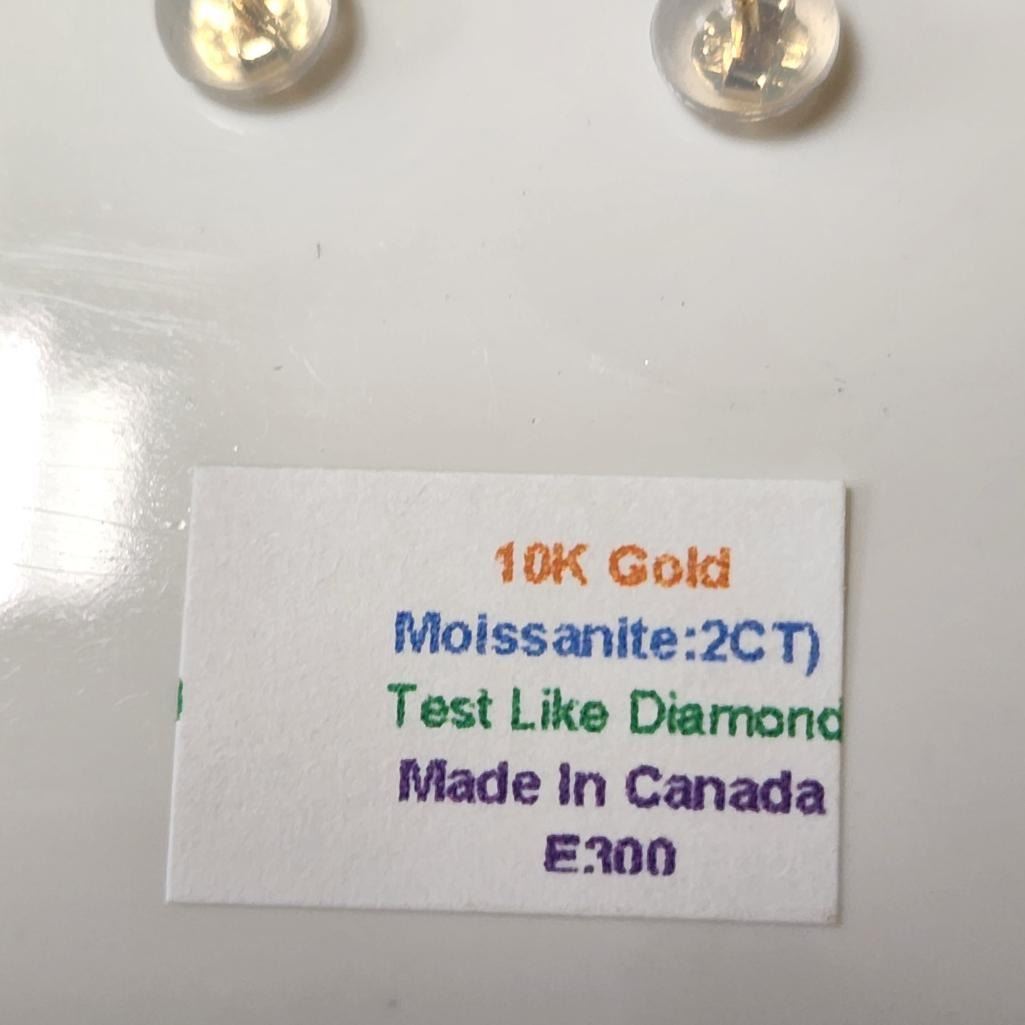 10K Gold
Moissanite:2CT)
Test Like Diamond
Made In Canada
E300